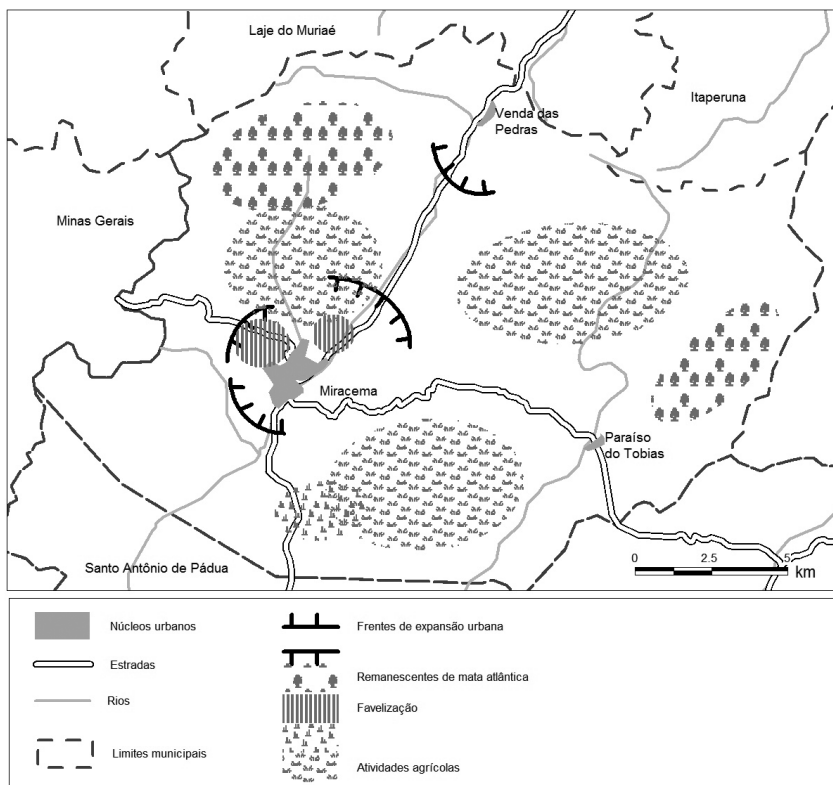 Laje do Muriaé
Itaperuna
Venda das
Pedras
Minas Gerais
Miracema
Paraíso
do Tobias
Santo Antônio de Pádua
0 2.5 5
km
Núcleos urbanos
Estradas
Rios
Limites municipais
Frentes de expansão urbana
Remanescentes de mata atlântica
Favelização
Atividades agrícolas